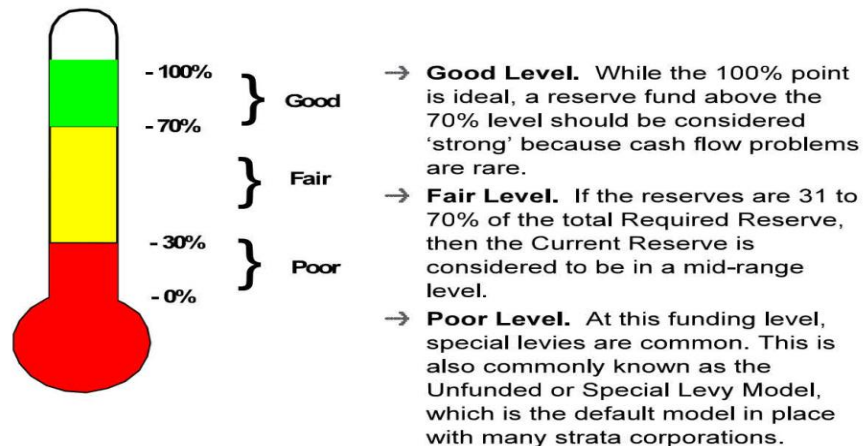 - 100%
Good
- 70%
Fair
- 30%
Poor
- 0%
→ Good Level. While the 100% point
is ideal, a reserve fund above the
70% level should be considered
‘strong’ because cash flow problems
are rare.
→ Fair Level. If the reserves are 31 to
70% of the total Required Reserve,
then the Current Reserve is
considered to be in a mid-range
level.
→ Poor Level. At this funding level,
special levies are common. This is
also commonly known as the
Unfunded or Special Levy Model,
which is the default model in place
with many strata corporations.